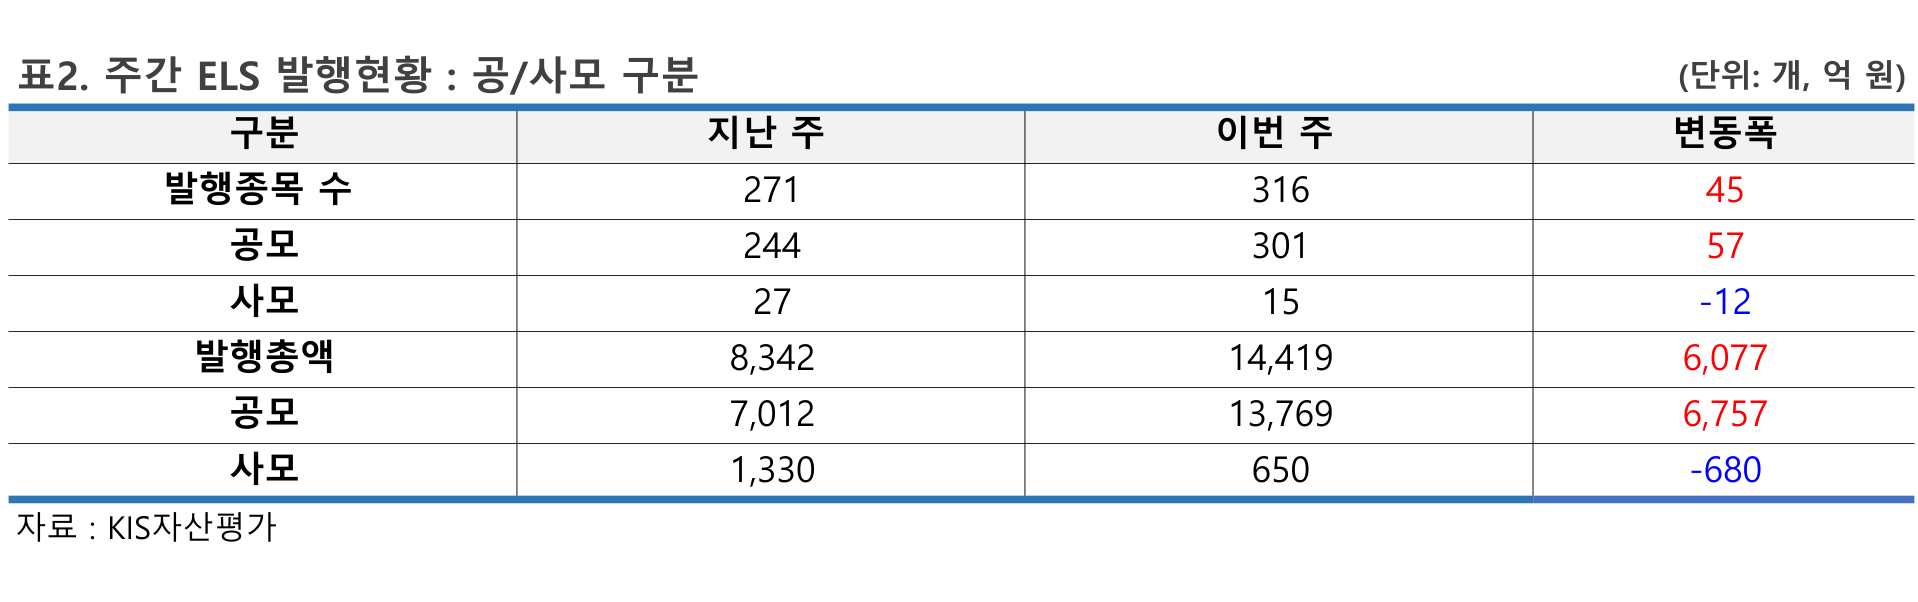 표2. 주간 ELS 발행현황 : 공/사모 구분 (단위: 개, 억 원)
구분 지난 주 이번 주 변동폭
발행종목 수 271 316 45
공모 244 301 57
사모 27 15 -12
발행총액 8,342 14,419 6,077
공모 7,012 13,769 6,757
사모 1,330 650 -680
자료 : KIS자산평가